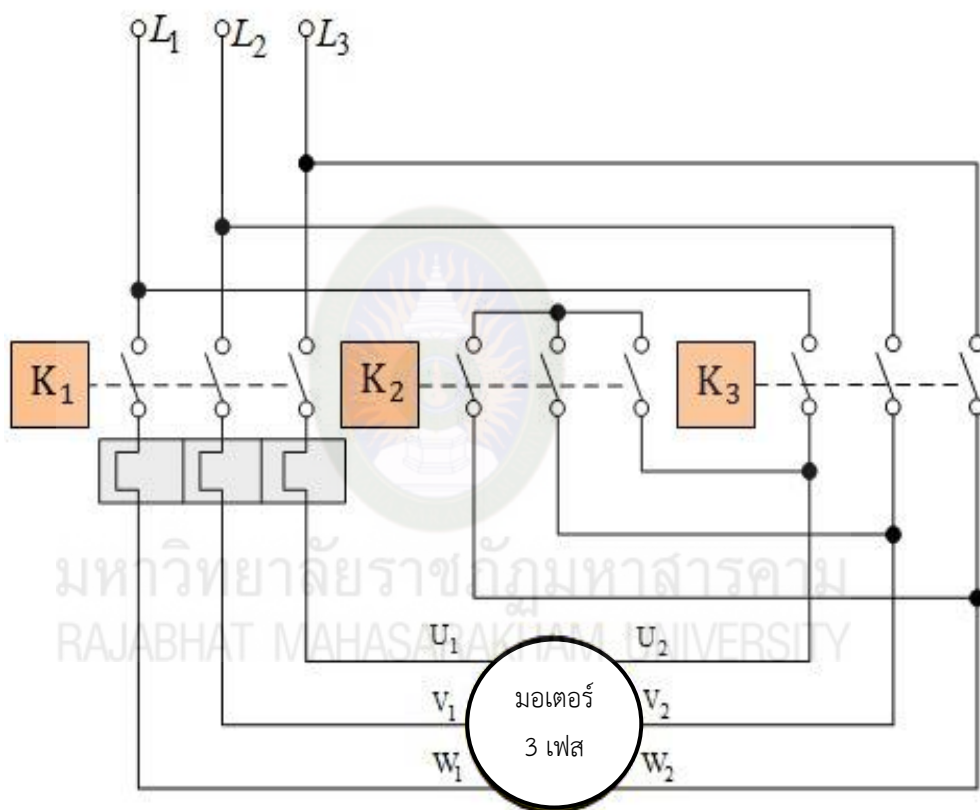 L₁ L₂ L₃
K₁ K₂ K₃
มหาวิทยาลัยราชภัฏมหาสารคาม
RAJABHAT MAHASARAKHAM UNIVERSITY
U₁ U₂
V₁ มอเตอร์ V₂
3 เฟส
W₁ W₂